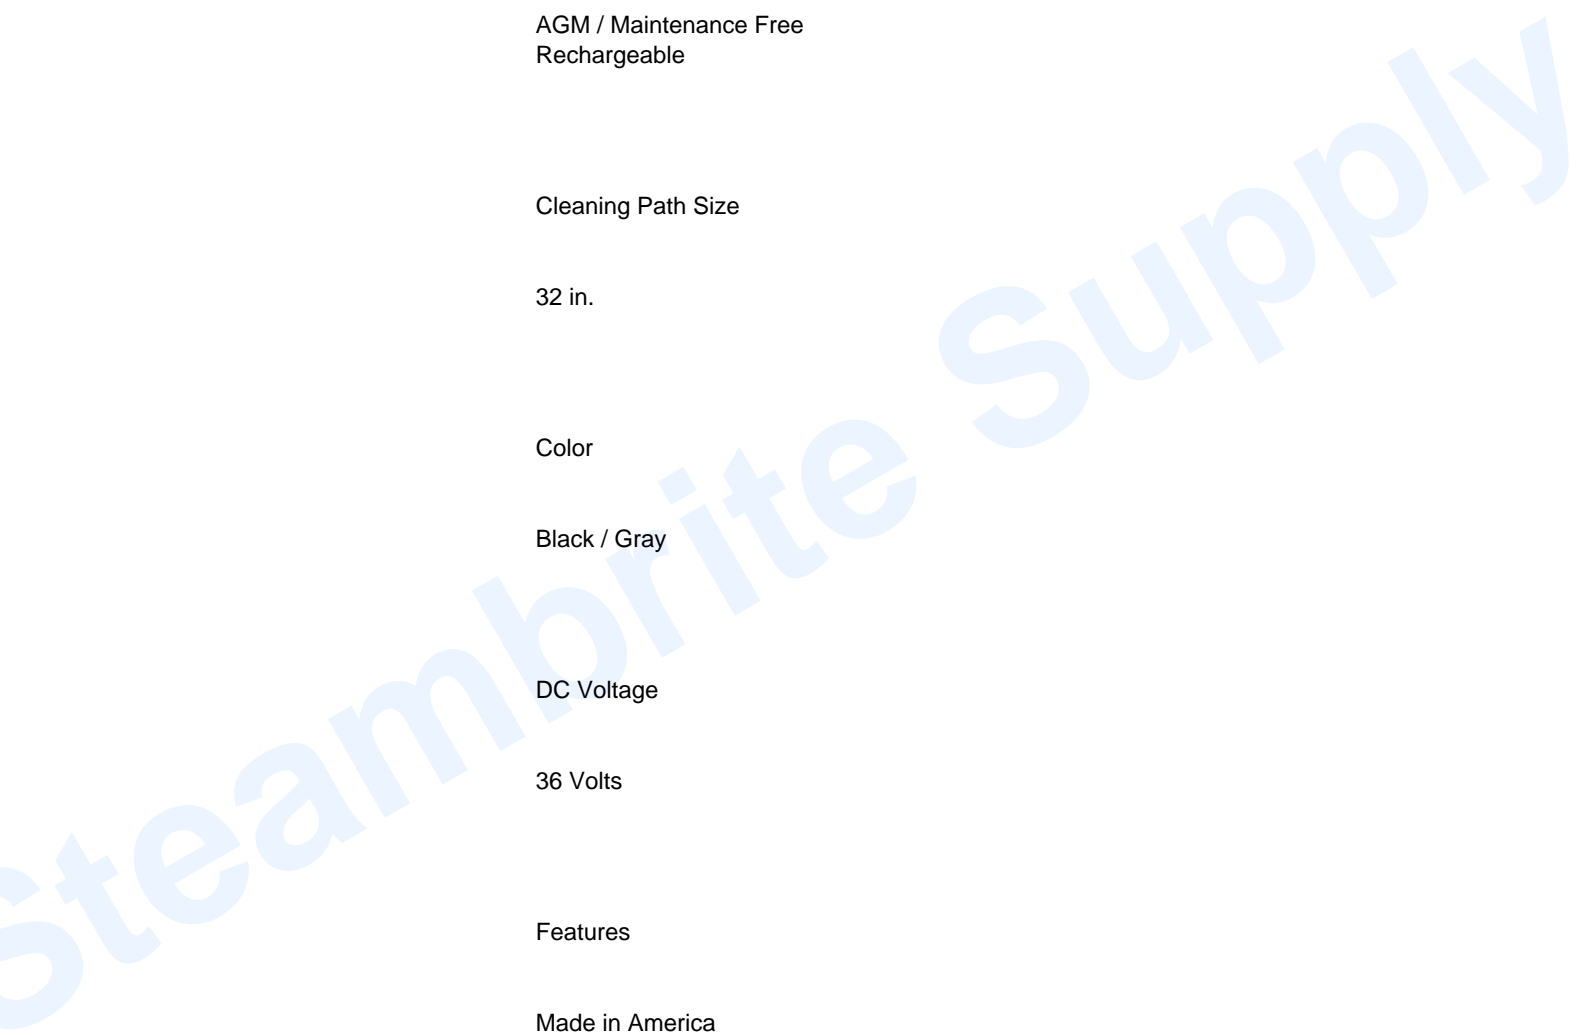 AGM / Maintenance Free
Rechargeable
Cleaning Path Size
32 in.
Color
Black / Gray
DC Voltage
36 Volts
Features
Made in America
Steambrite Supply